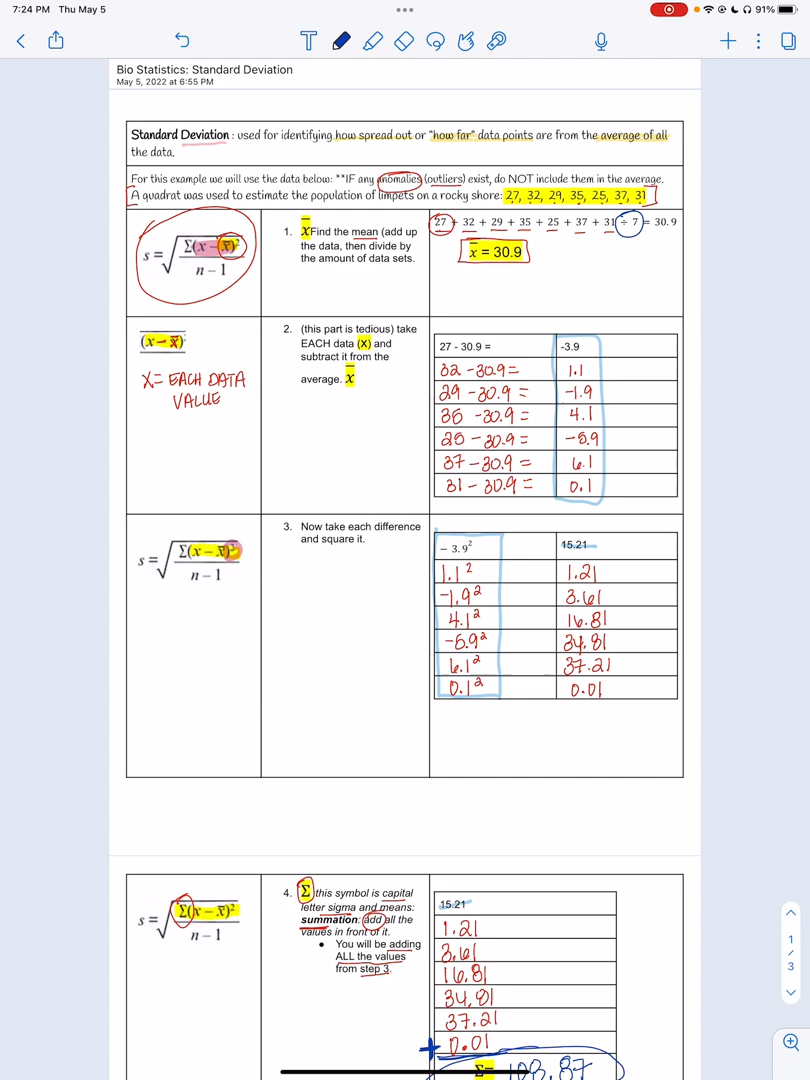 7:24 PM Thu May 5
91%
Bio Statistics: Standard Deviation
May 5, 2022 at 6:55 PM
Standard Deviation : used for identifying how spread out or "how far" data points are from the average of all
the data.
For this example we will use the data below: **IF any anomalies (outliers) exist, do NOT include them in the average.
A quadrat was used to estimate the population of limpets on a rocky shore: 27, 32, 29, 35, 25, 37, 31
s = √ Σ(x − x̅)² / n − 1
1. x̅ Find the mean (add up
the data, then divide by
the amount of data sets.
27 + 32 + 29 + 35 + 25 + 37 + 31 ÷ 7 = 30.9
x̅ = 30.9
(x − x̅)
X = EACH DATA
VALUE
2. (this part is tedious) take
EACH data (x) and
subtract it from the
average. x̅
27 - 30.9 = -3.9
32 - 30.9 = 1.1
29 - 30.9 = -1.9
35 - 30.9 = 4.1
25 - 30.9 = -5.9
37 - 30.9 = 6.1
31 - 30.9 = 0.1
s = √ Σ(x − x̅)² / n − 1
3. Now take each difference
and square it.
− 3.9² 15.21
1.1² 1.21
-1.9² 3.61
4.1² 16.81
-5.9² 34.81
6.1² 37.21
0.1² 0.01
s = √ Σ(x − x̅)² / n − 1
4. Σ this symbol is capital
letter sigma and means:
summation: add all the
values in front of it.
● You will be adding
ALL the values
from step 3.
15.21
1.21
3.61
16.81
34.81
37.21
+ 0.01
Σ= 108.87
1
/
3